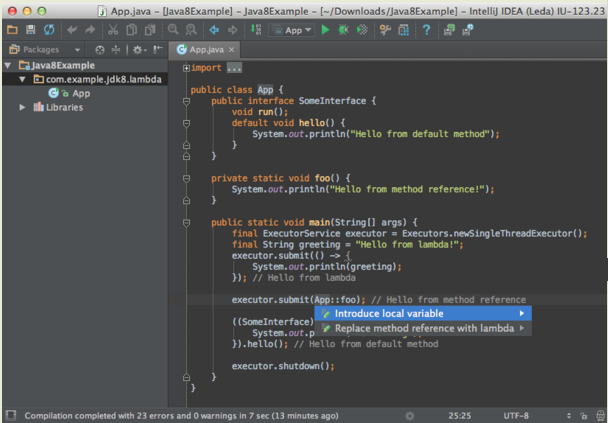 App.java – [Java8Example] – Example – [~/Downloads/Java8Example] – IntelliJ IDEA (Leda) IU-123.23
App
Packages
App.java
Java8Example
com.example.jdk8.lambda
App
Libraries
import ...
public class App {
public interface SomeInterface {
void run();
default void hello() {
System.out.println("Hello from default method");
}
}
private static void foo() {
System.out.println("Hello from method reference!");
}
public static void main(String[] args) {
final ExecutorService executor = Executors.newSingleThreadExecutor();
final String greeting = "Hello from lambda!";
executor.submit(() -> {
System.out.println(greeting);
}); // Hello from lambda
executor.submit(App::foo); // Hello from method reference
Introduce local variable
((SomeInterface)
Replace method reference with lambda
System.out.p
}).hello(); // Hello from default method
executor.shutdown();
}
}
Compilation completed with 23 errors and 0 warnings in 7 sec (13 minutes ago)
25:25
UTF-8